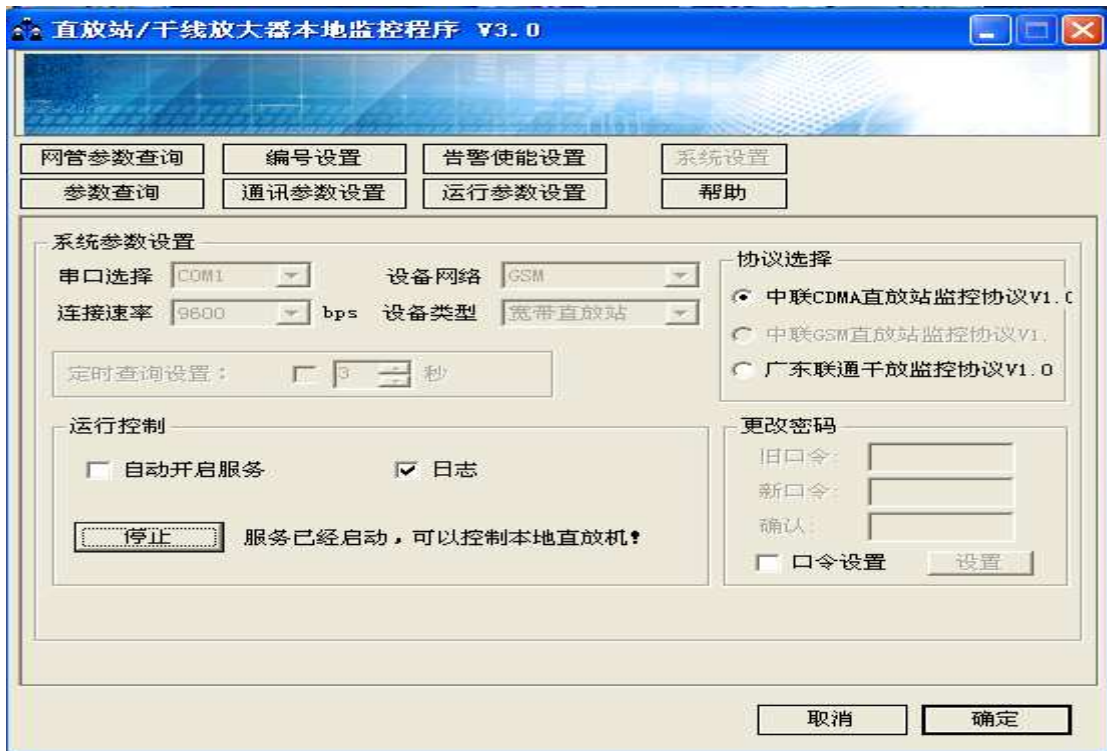 直放站/干线放大器本地监控程序 V3.0
网管参数查询 编号设置 告警使能设置 系统设置
参数查询 通讯参数设置 运行参数设置 帮助
系统参数设置
串口选择 COM1 设备网络 GSM
连接速率 9600 bps 设备类型 宽带直放站
定时查询设置： 3 秒
协议选择
中联CDMA直放站监控协议V1.0
中联GSM直放站监控协议V1.
广东联通干放监控协议V1.0
运行控制
自动开启服务 日志
停止 服务已经启动，可以控制本地直放机！
更改密码
旧口令：
新口令：
确认：
口令设置 设置
取消 确定